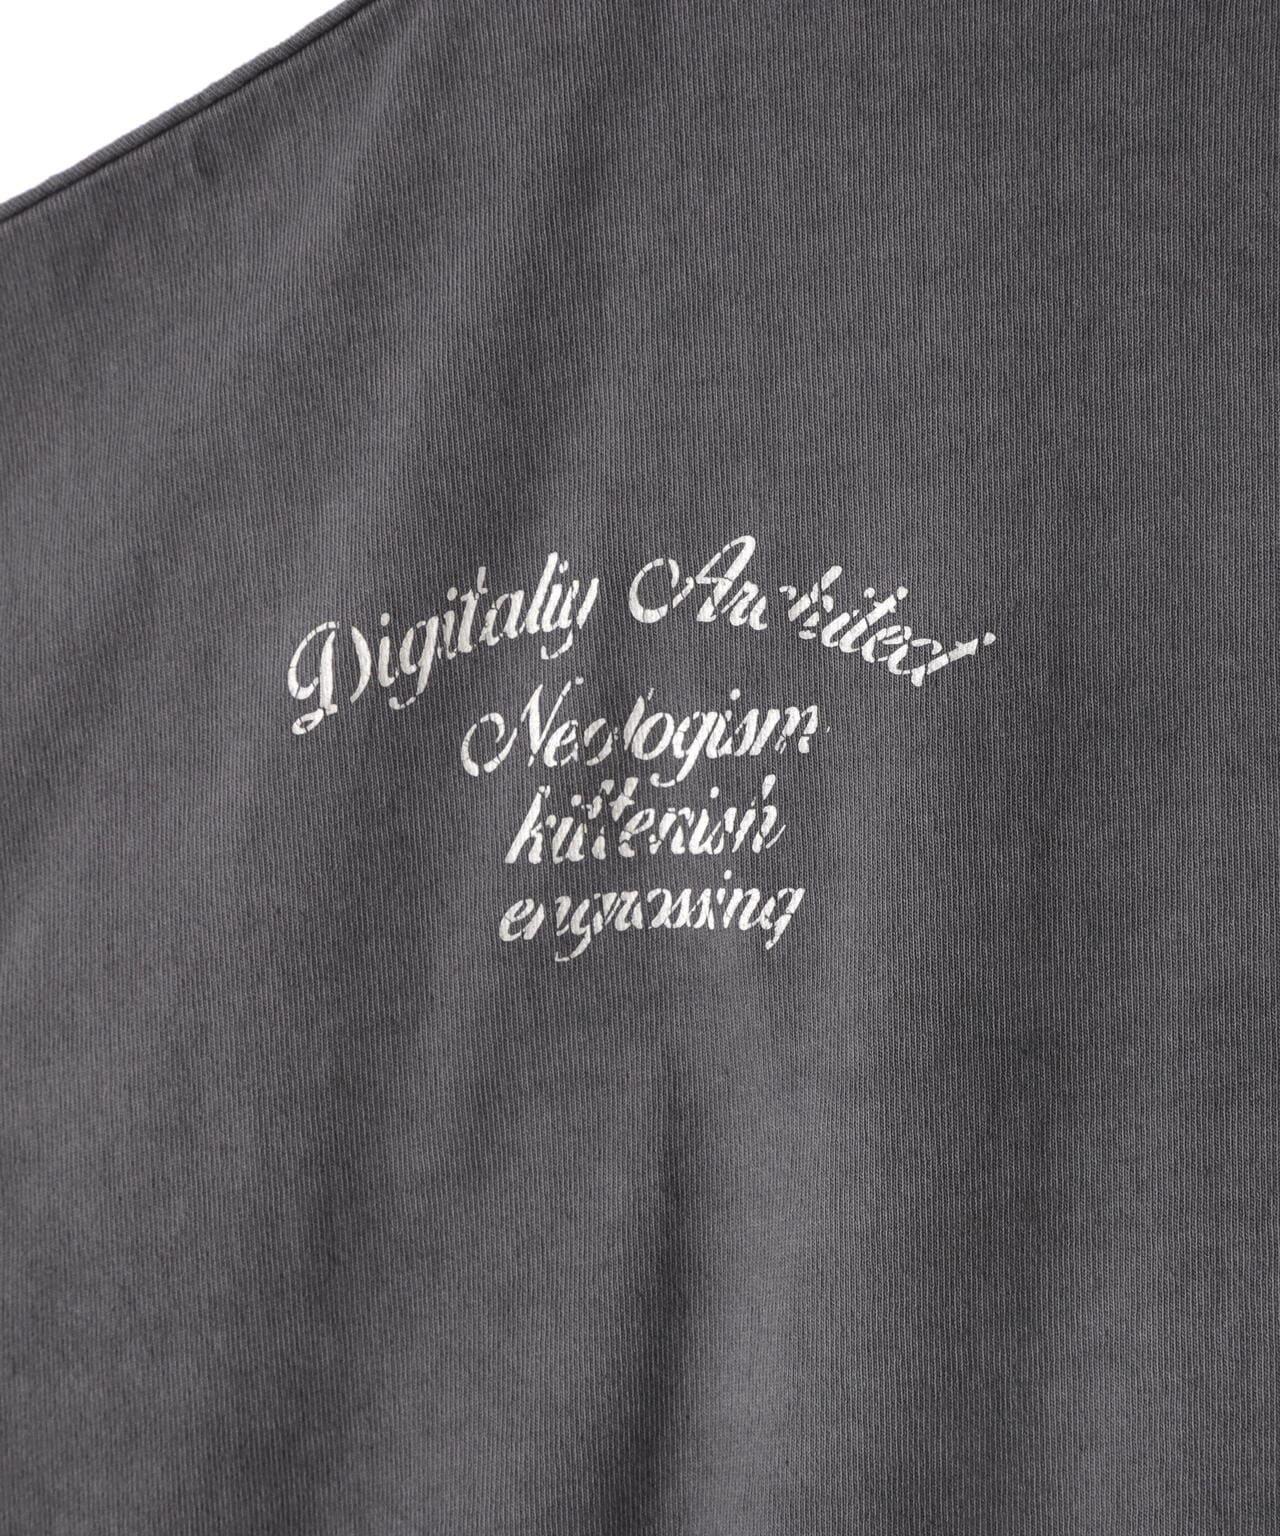 Digitaliy Architect
Neologism
kittenish
engrossing